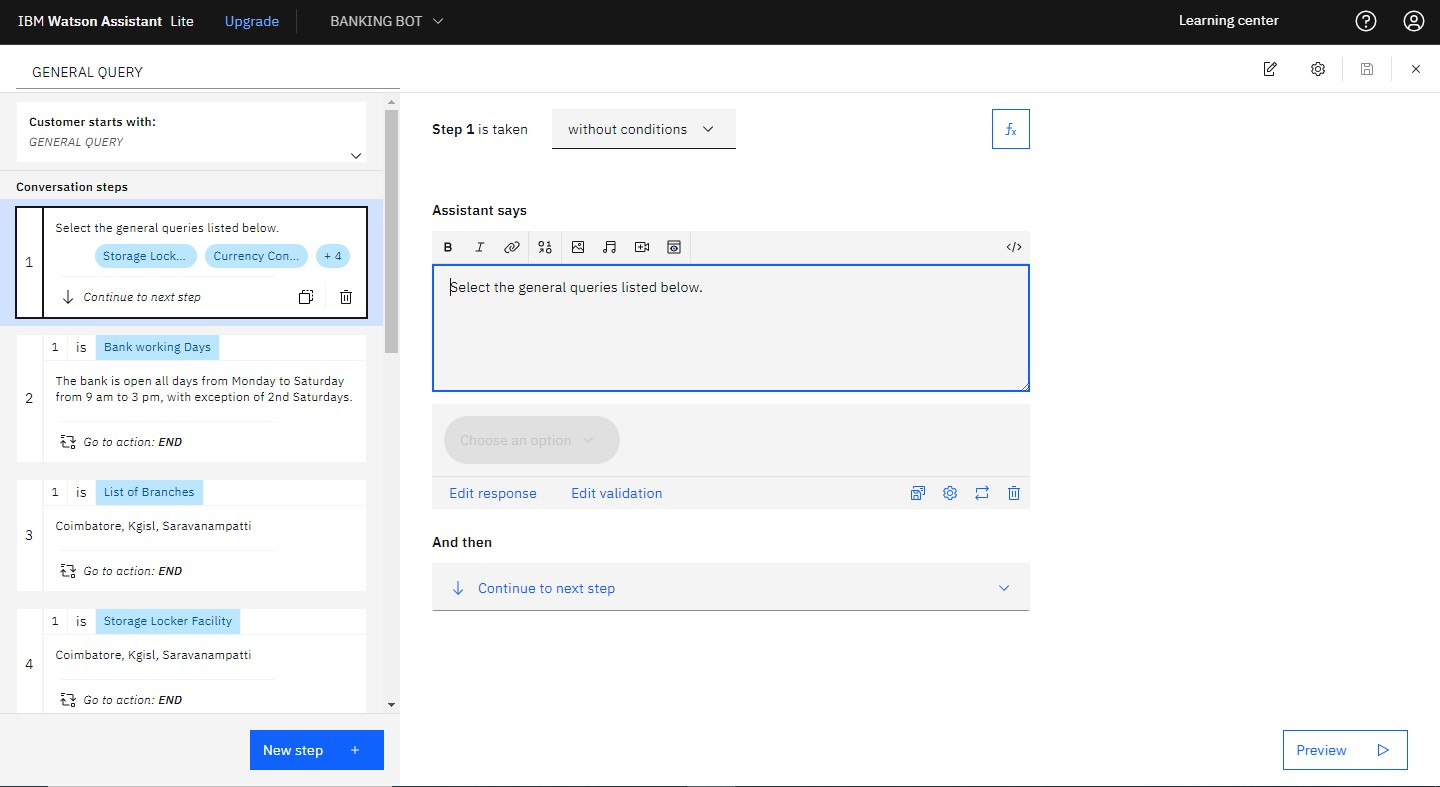 IBM Watson Assistant Lite Upgrade BANKING BOT Learning center
GENERAL QUERY
Customer starts with:
GENERAL QUERY
Conversation steps
1
Select the general queries listed below.
Storage Lock... Currency Con... + 4
Continue to next step
2
1 is Bank working Days
The bank is open all days from Monday to Saturday
from 9 am to 3 pm, with exception of 2nd Saturdays.
Go to action: END
3
1 is List of Branches
Coimbatore, Kgisl, Saravanampatti
Go to action: END
4
1 is Storage Locker Facility
Coimbatore, Kgisl, Saravanampatti
Go to action: END
New step +
Step 1 is taken without conditions fx
Assistant says
B I </>
Select the general queries listed below.
Choose an option
Edit response Edit validation
And then
Continue to next step
Preview